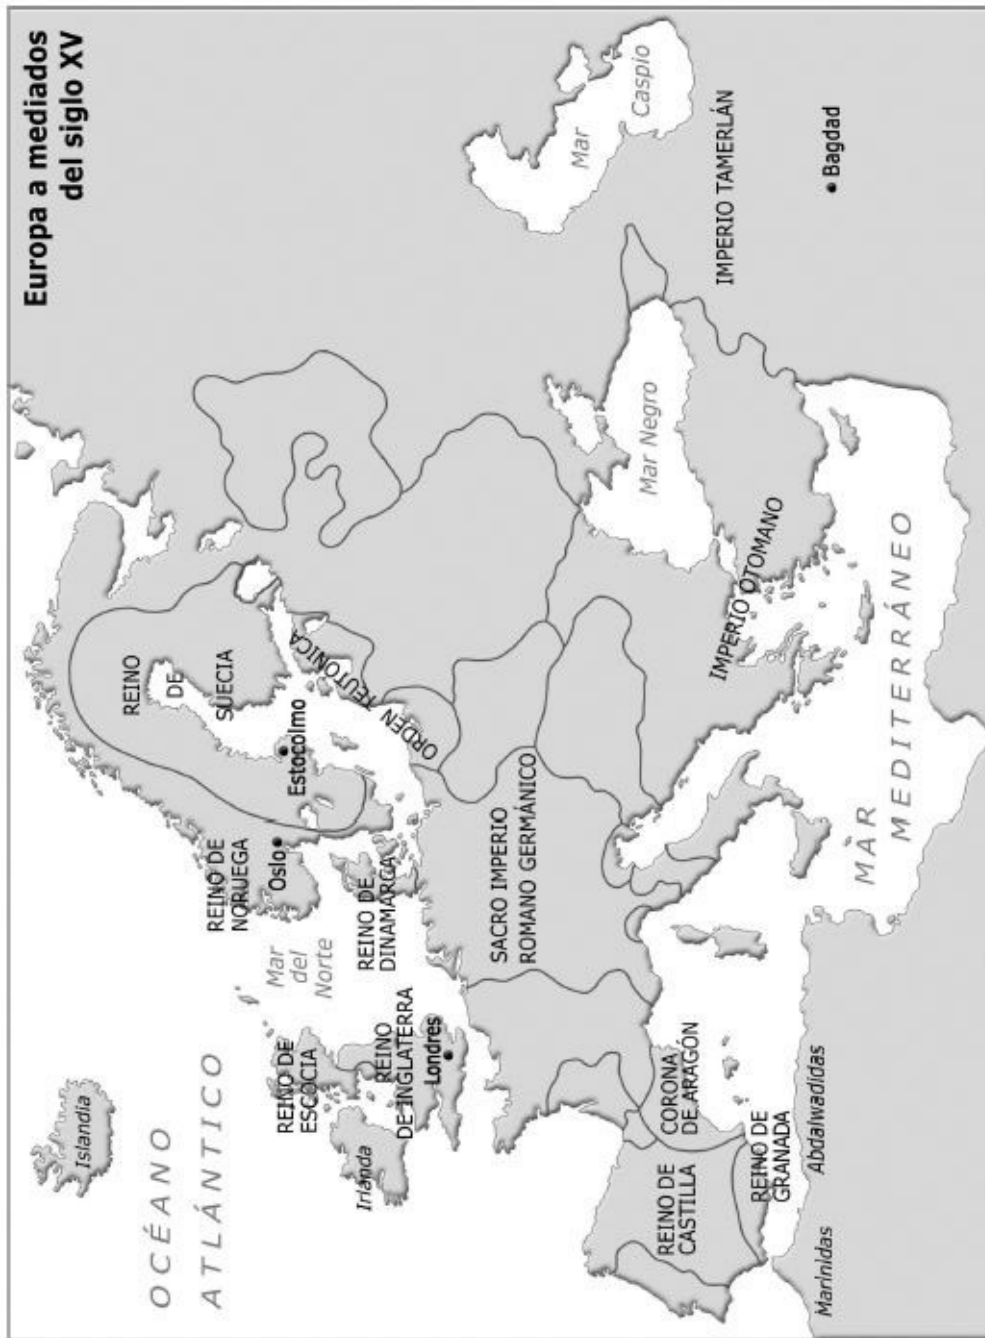 Europa a mediados
del siglo XV
OCÉANO
ATLÁNTICO
Islandia
REINO DE
NORUEGA
Oslo
REINO
DE
SUECIA
Estocolmo
Mar
del
Norte
REINO DE
ESCOCIA
Irlanda
REINO
DE INGLATERRA
Londres
REINO DE
DINAMARCA
ORDEN TEUTÓNICA
SACRO IMPERIO
ROMANO GERMÁNICO
Mar
Caspio
Mar Negro
IMPERIO TAMERLÁN
Bagdad
IMPERIO OTOMANO
CORONA
DE ARAGÓN
REINO DE
CASTILLA
REINO DE
GRANADA
MAR
MEDITERRÁNEO
Marinidas
Abdalwadidas